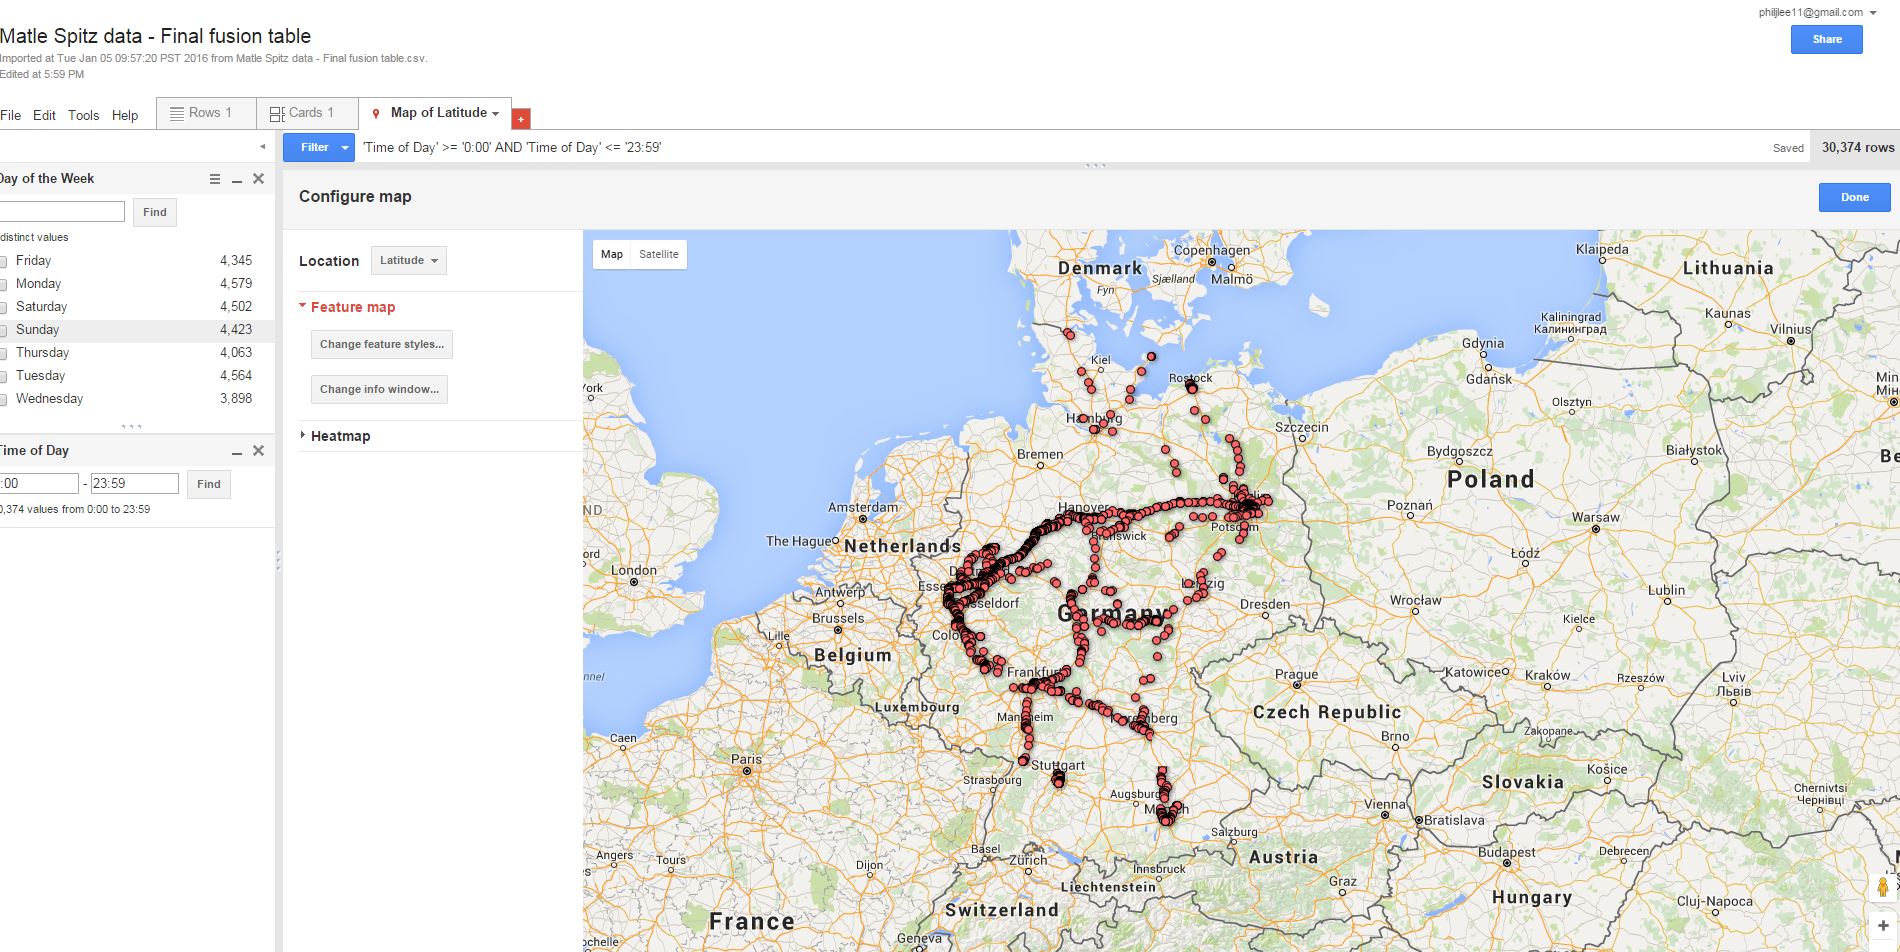 philjlee11@gmail.com
Matle Spitz data - Final fusion table
Share
Imported at Tue Jan 05 09:57:20 PST 2016 from Matle Spitz data - Final fusion table.csv.
Edited at 5:59 PM
File Edit Tools Help
Rows 1
Cards 1
Map of Latitude
+
Filter
'Time of Day' >= '0:00' AND 'Time of Day' <= '23:59'
Saved
30,374 rows
Day of the Week
Find
distinct values
Friday 4,345
Monday 4,579
Saturday 4,502
Sunday 4,423
Thursday 4,063
Tuesday 4,564
Wednesday 3,898
Time of Day
:00 - 23:59
Find
0,374 values from 0:00 to 23:59
Configure map
Done
Location
Latitude
Feature map
Change feature styles...
Change info window...
Heatmap
Map
Satellite
Copenhagen
Denmark
Sjælland
Malmö
Fyn
Klaipeda
Lithuania
Kaunas
Vilnius
Kaliningrad
Калининград
Gdynia
Gdańsk
Kiel
Rostock
Hamburg
Szczecin
Olsztyn
Bydgoszcz
Białystok
Min
Мін
Be
York
Bremen
Poland
Poznań
Warsaw
ND
Amsterdam
Hanover
Potsdam
Brunswick
The Hague
Netherlands
Łódź
London
Lublin
ord
Antwerp
Brussels
Lille
Belgium
Germany
Dresden
Wrocław
Kielce
Frankfurt
Prague
Katowice
Kraków
Rzeszów
Lviv
Львів
nnel
Luxembourg
Czech Republic
Caen
Brno
Zakopane
Paris
Stuttgart
Strasbourg
Slovakia
Košice
Chernivtsi
Чернівці
Augsburg
Vienna
Bratislava
Salzburg
Angers
Tours
Dijon
Basel
Zürich
Liechtenstein
Innsbruck
Austria
Graz
Budapest
Debrecen
Hungary
Cluj-Napoca
Switzerland
France
Geneva
ochelle
+